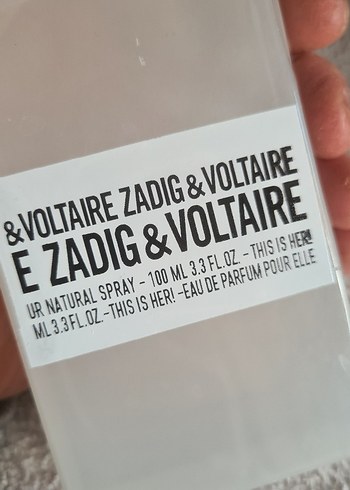 &VOLTAIRE ZADIG &VOLTAIRE
E ZADIG & VOLTAIRE
UR NATURAL SPRAY - 100 ML 3.3 FL.OZ. - THIS IS HER!
ML 3.3 FL.OZ. -THIS IS HER! -EAU DE PARFUM POUR ELLE